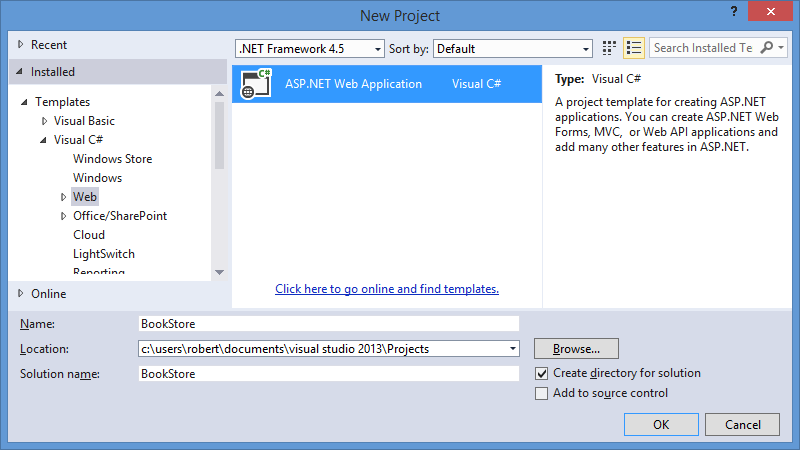 New Project
? ×
Recent
.NET Framework 4.5
Sort by:
Default
Search Installed Te
Installed
Templates
Visual Basic
Visual C#
Windows Store
Windows
Web
Office/SharePoint
Cloud
LightSwitch
Reporting
Online
C#
ASP.NET Web Application
Visual C#
Click here to go online and find templates.
Type: Visual C#
A project template for creating ASP.NET
applications. You can create ASP.NET Web
Forms, MVC, or Web API applications and
add many other features in ASP.NET.
Name:
BookStore
Location:
c:\users\robert\documents\visual studio 2013\Projects
Browse...
Solution name:
BookStore
Create directory for solution
Add to source control
OK
Cancel